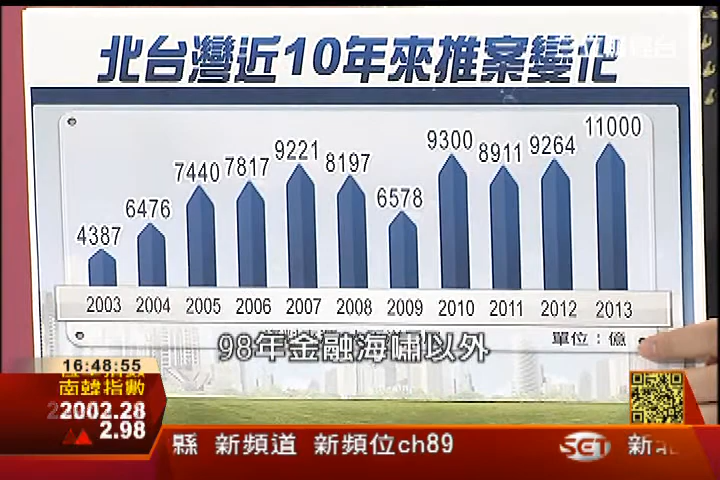 北台灣近10年來推案變化
4387
6476
7440
7817
9221
8197
6578
9300
8911
9264
11000
2003 2004 2005 2006 2007 2008 2009 2010 2011 2012 2013
單位：億
98年金融海嘯以外
16:48:55
南韓指數
2002.28
▲▲ 2.98
縣 新頻道 新頻位ch89
SET 新北